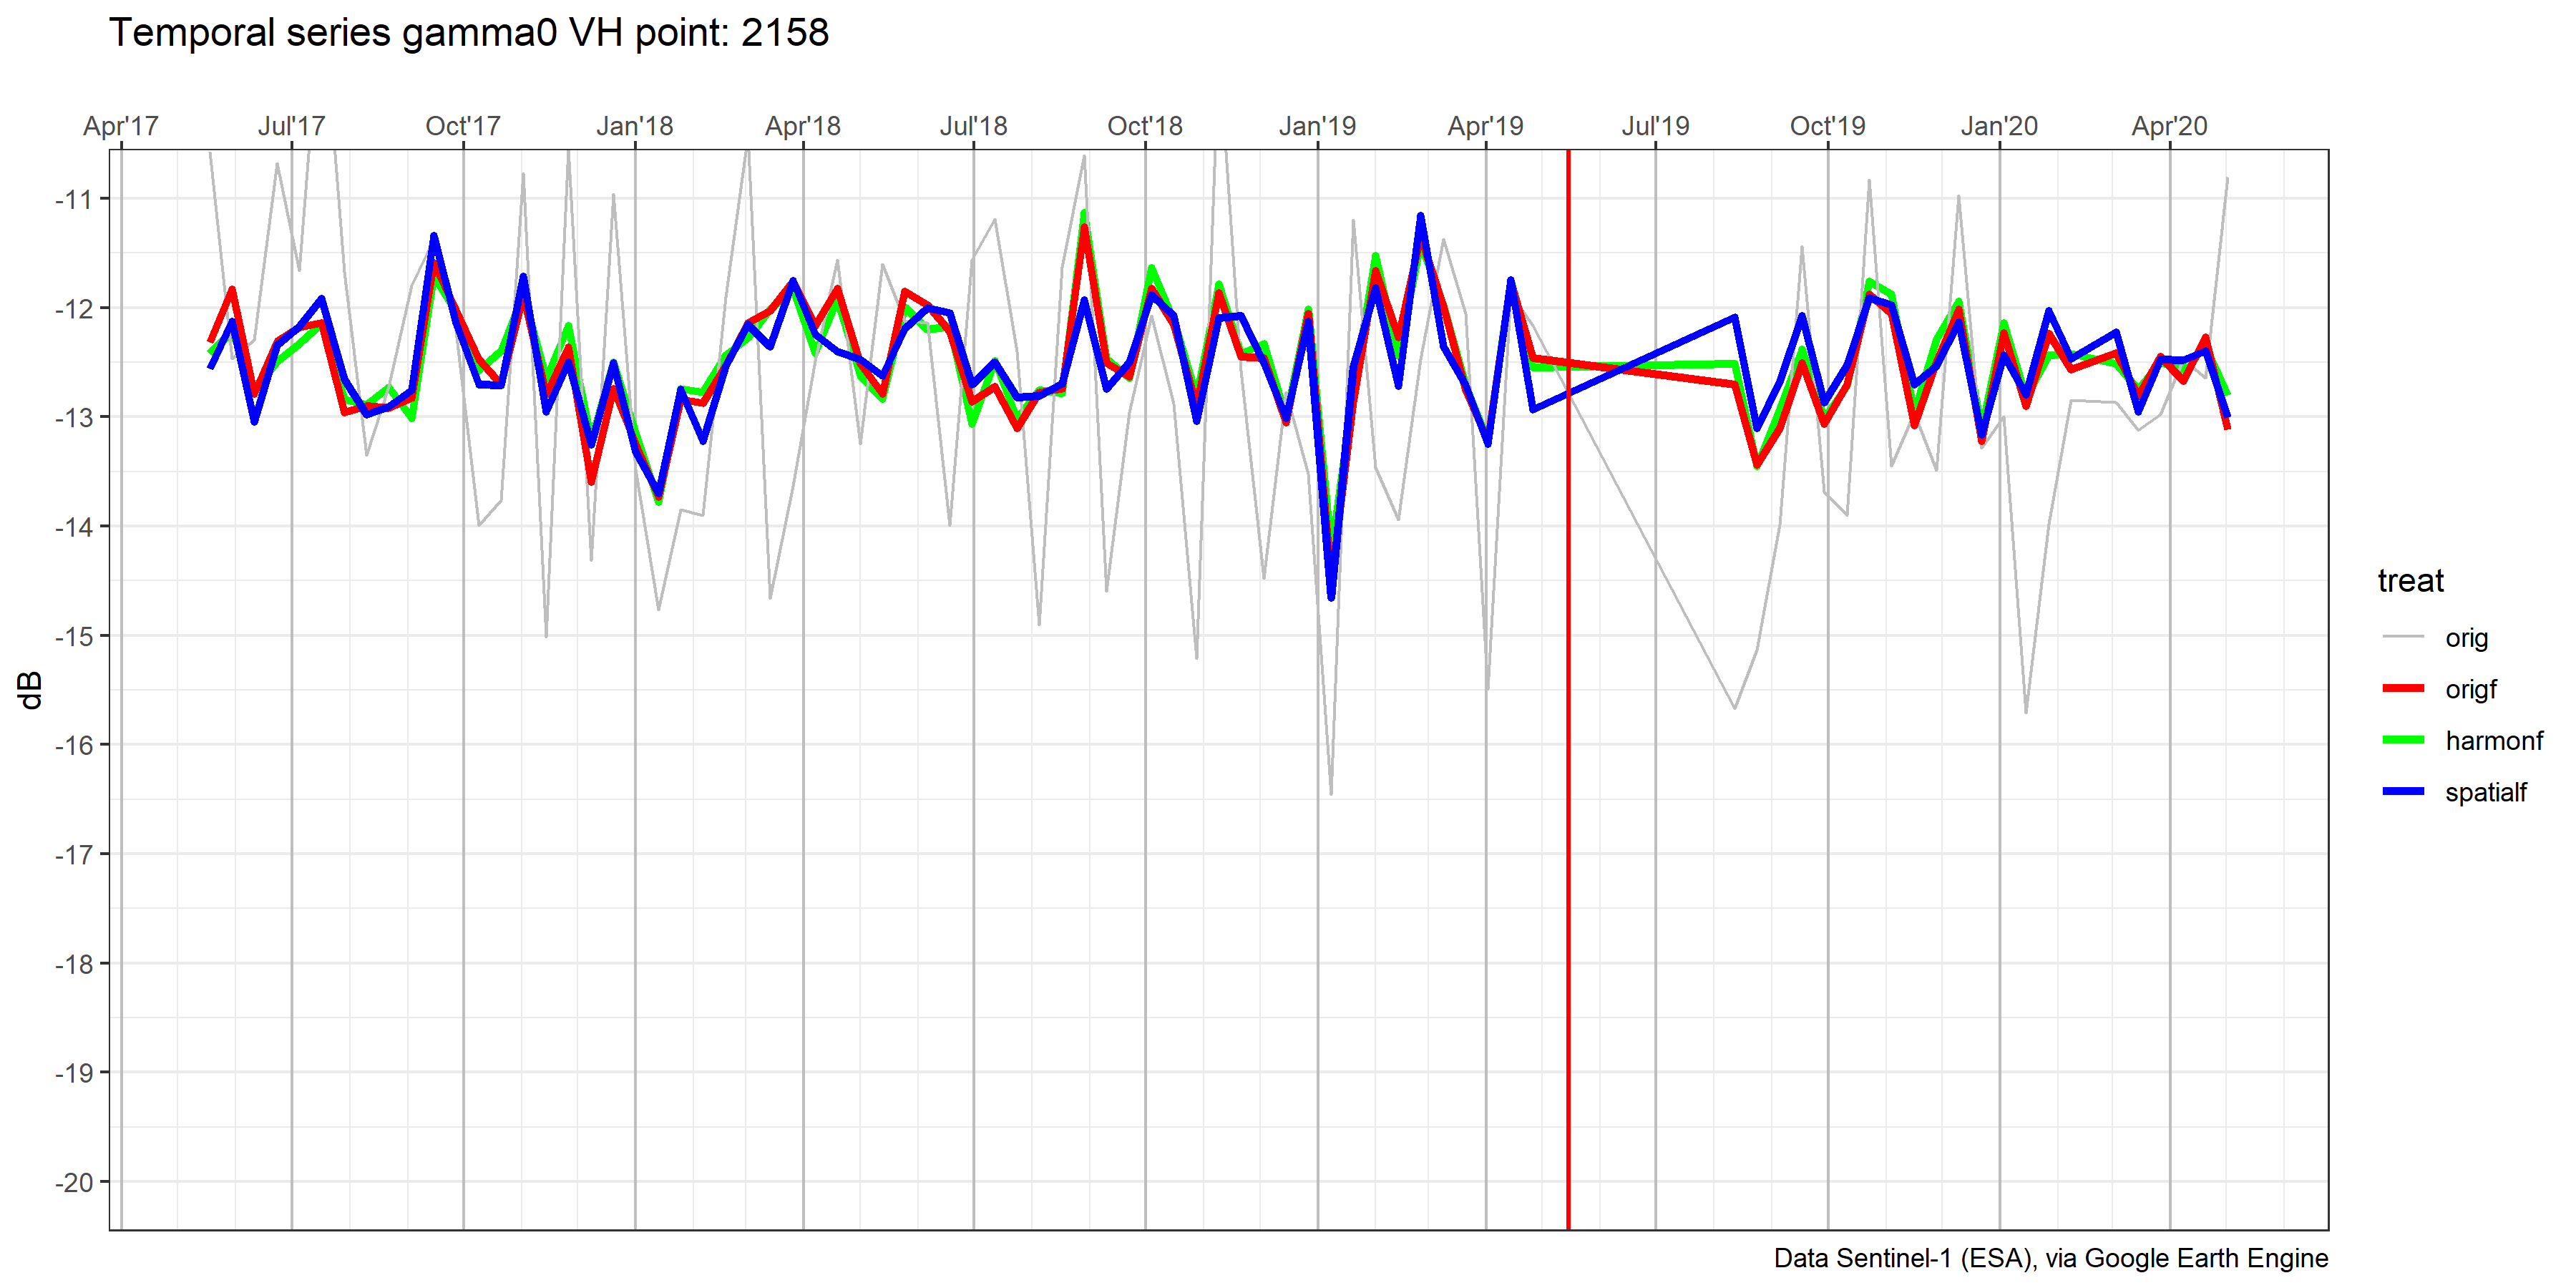 Temporal series gamma0 VH point: 2158
Apr'17 Jul'17 Oct'17 Jan'18 Apr'18 Jul'18 Oct'18 Jan'19 Apr'19 Jul'19 Oct'19 Jan'20 Apr'20
-11
-12
-13
-14
-15
-16
-17
-18
-19
-20
dB
treat
orig
origf
harmonf
spatialf
Data Sentinel-1 (ESA), via Google Earth Engine